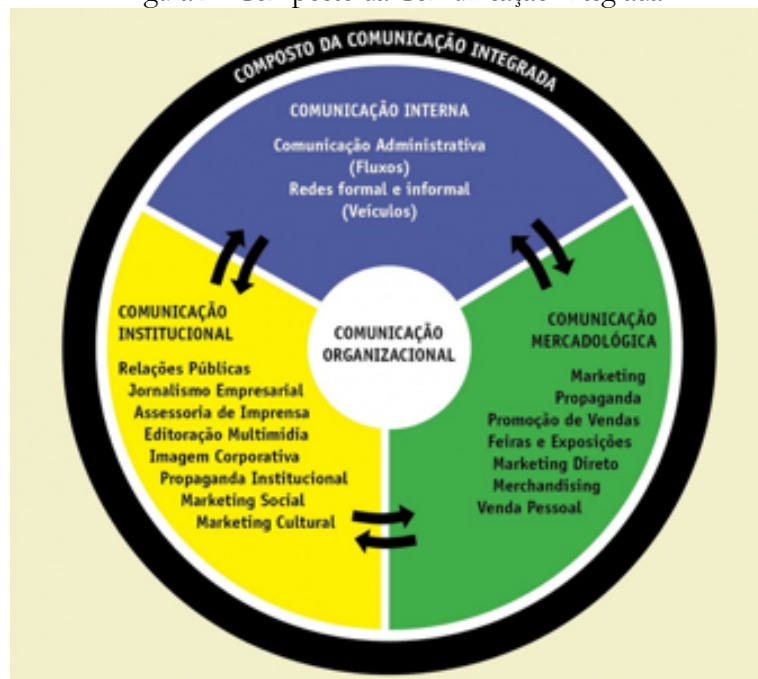 COMPOSTO DA COMUNICAÇÃO INTEGRADA
COMUNICAÇÃO INTERNA
Comunicação Administrativa
(Fluxos)
Redes formal e informal
(Veículos)
COMUNICAÇÃO
INSTITUCIONAL
Relações Públicas
Jornalismo Empresarial
Assessoria de Imprensa
Editoração Multimídia
Imagem Corporativa
Propaganda Institucional
Marketing Social
Marketing Cultural
COMUNICAÇÃO
ORGANIZACIONAL
COMUNICAÇÃO
MERCADOLÓGICA
Marketing
Propaganda
Promoção de Vendas
Feiras e Exposições
Marketing Direto
Merchandising
Venda Pessoal